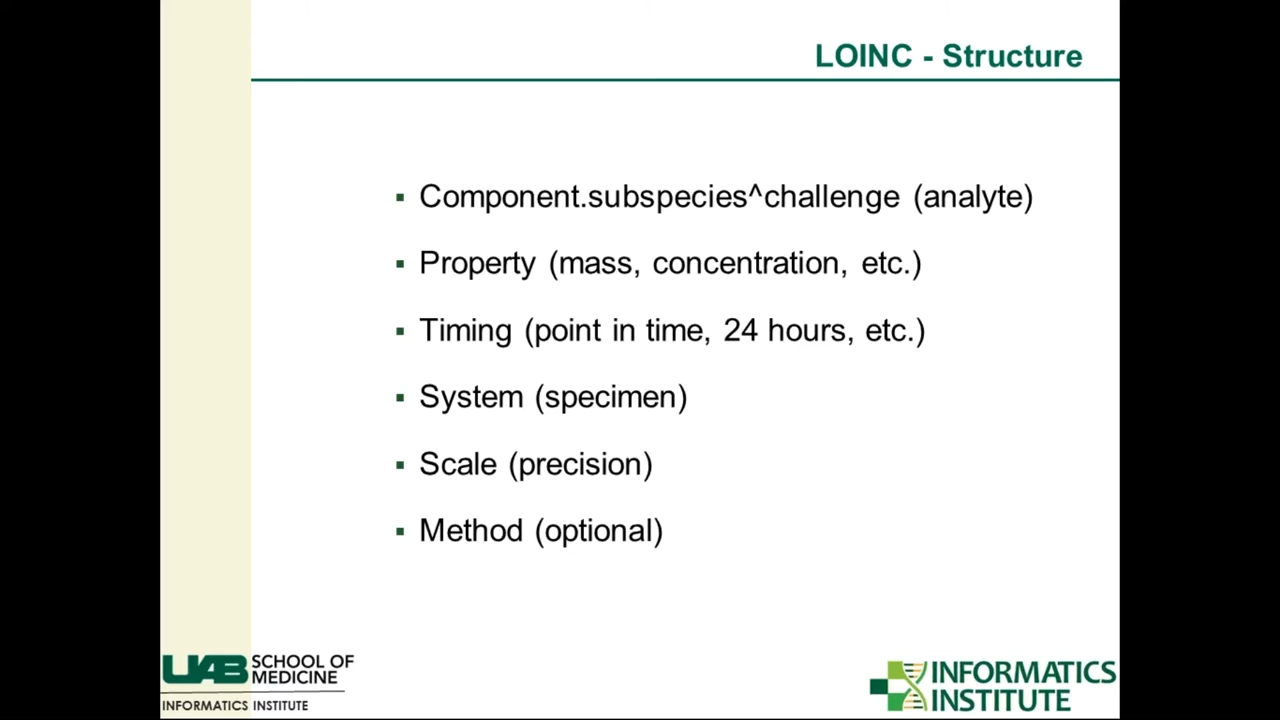 LOINC - Structure
▪ Component.subspecies^challenge (analyte)
▪ Property (mass, concentration, etc.)
▪ Timing (point in time, 24 hours, etc.)
▪ System (specimen)
▪ Scale (precision)
▪ Method (optional)
UAB SCHOOL OF
MEDICINE
INFORMATICS INSTITUTE
INFORMATICS
INSTITUTE